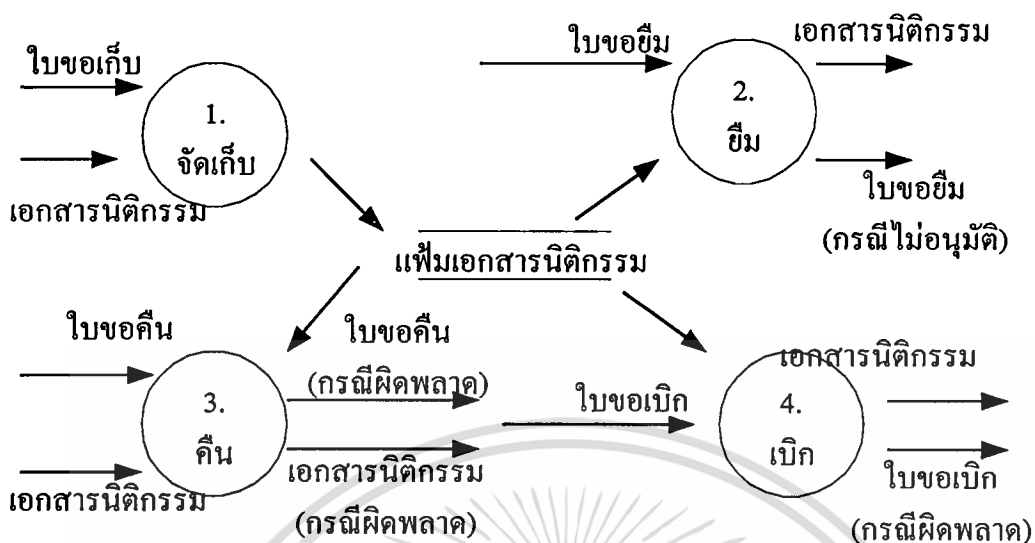 ใบขอเก็บ
1.
จัดเก็บ
เอกสารนิติกรรม
ใบขอยืม
2.
ยืม
เอกสารนิติกรรม
ใบขอยืม
(กรณีไม่อนุมัติ)
แฟ้มเอกสารนิติกรรม
ใบขอคืน
3.
คืน
เอกสารนิติกรรม
ใบขอคืน
(กรณีผิดพลาด)
เอกสารนิติกรรม
(กรณีผิดพลาด)
ใบขอเบิก
4.
เบิก
เอกสารนิติกรรม
ใบขอเบิก
(กรณีผิดพลาด)